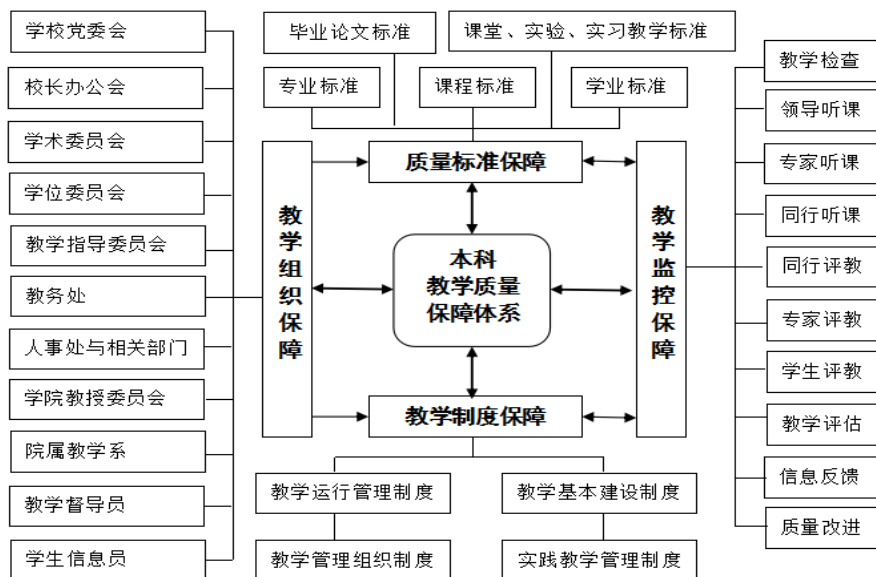 学校党委会
校长办公会
学术委员会
学位委员会
教学指导委员会
教务处
人事处与相关部门
学院教授委员会
院属教学系
教学督导员
学生信息员
毕业论文标准
课堂、实验、实习教学标准
专业标准
课程标准
学业标准
质量标准保障
教学组织保障
本科
教学质量
保障体系
教学监控保障
教学制度保障
教学运行管理制度
教学基本建设制度
教学管理组织制度
实践教学管理制度
教学检查
领导听课
专家听课
同行听课
同行评教
专家评教
学生评教
教学评估
信息反馈
质量改进